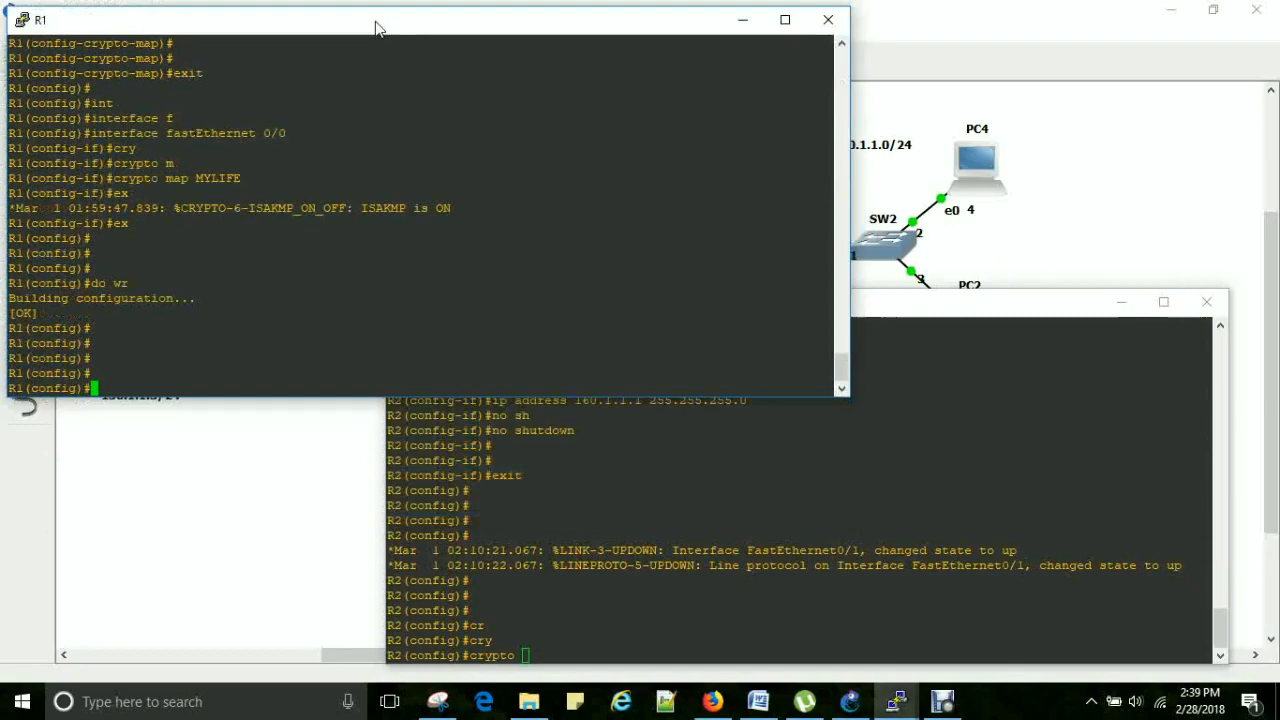 R1
R1(config-crypto-map)#
R1(config-crypto-map)#
R1(config-crypto-map)#exit
R1(config)#
R1(config)#int
R1(config)#interface f
R1(config)#interface fastEthernet 0/0
R1(config-if)#cry
R1(config-if)#crypto m
R1(config-if)#crypto map MYLIFE
R1(config-if)#ex
*Mar  1 01:59:47.839: %CRYPTO-6-ISAKMP_ON_OFF: ISAKMP is ON
R1(config-if)#ex
R1(config)#
R1(config)#
R1(config)#
R1(config)#do wr
Building configuration...
[OK]
R1(config)#
R1(config)#
R1(config)#
R1(config)#
R1(config)#
PC4
0.1.1.0/24
e0 4
SW2
2
1
3
PC2
R2(config-if)#ip address 160.1.1.1 255.255.255.0
R2(config-if)#no sh
R2(config-if)#no shutdown
R2(config-if)#
R2(config-if)#
R2(config-if)#exit
R2(config)#
R2(config)#
R2(config)#
R2(config)#
*Mar  1 02:10:21.067: %LINK-3-UPDOWN: Interface FastEthernet0/1, changed state to up
*Mar  1 02:10:22.067: %LINEPROTO-5-UPDOWN: Line protocol on Interface FastEthernet0/1, changed state to up
R2(config)#
R2(config)#
R2(config)#
R2(config)#cr
R2(config)#cry
R2(config)#crypto
Type here to search
2:39 PM
2/28/2018
1